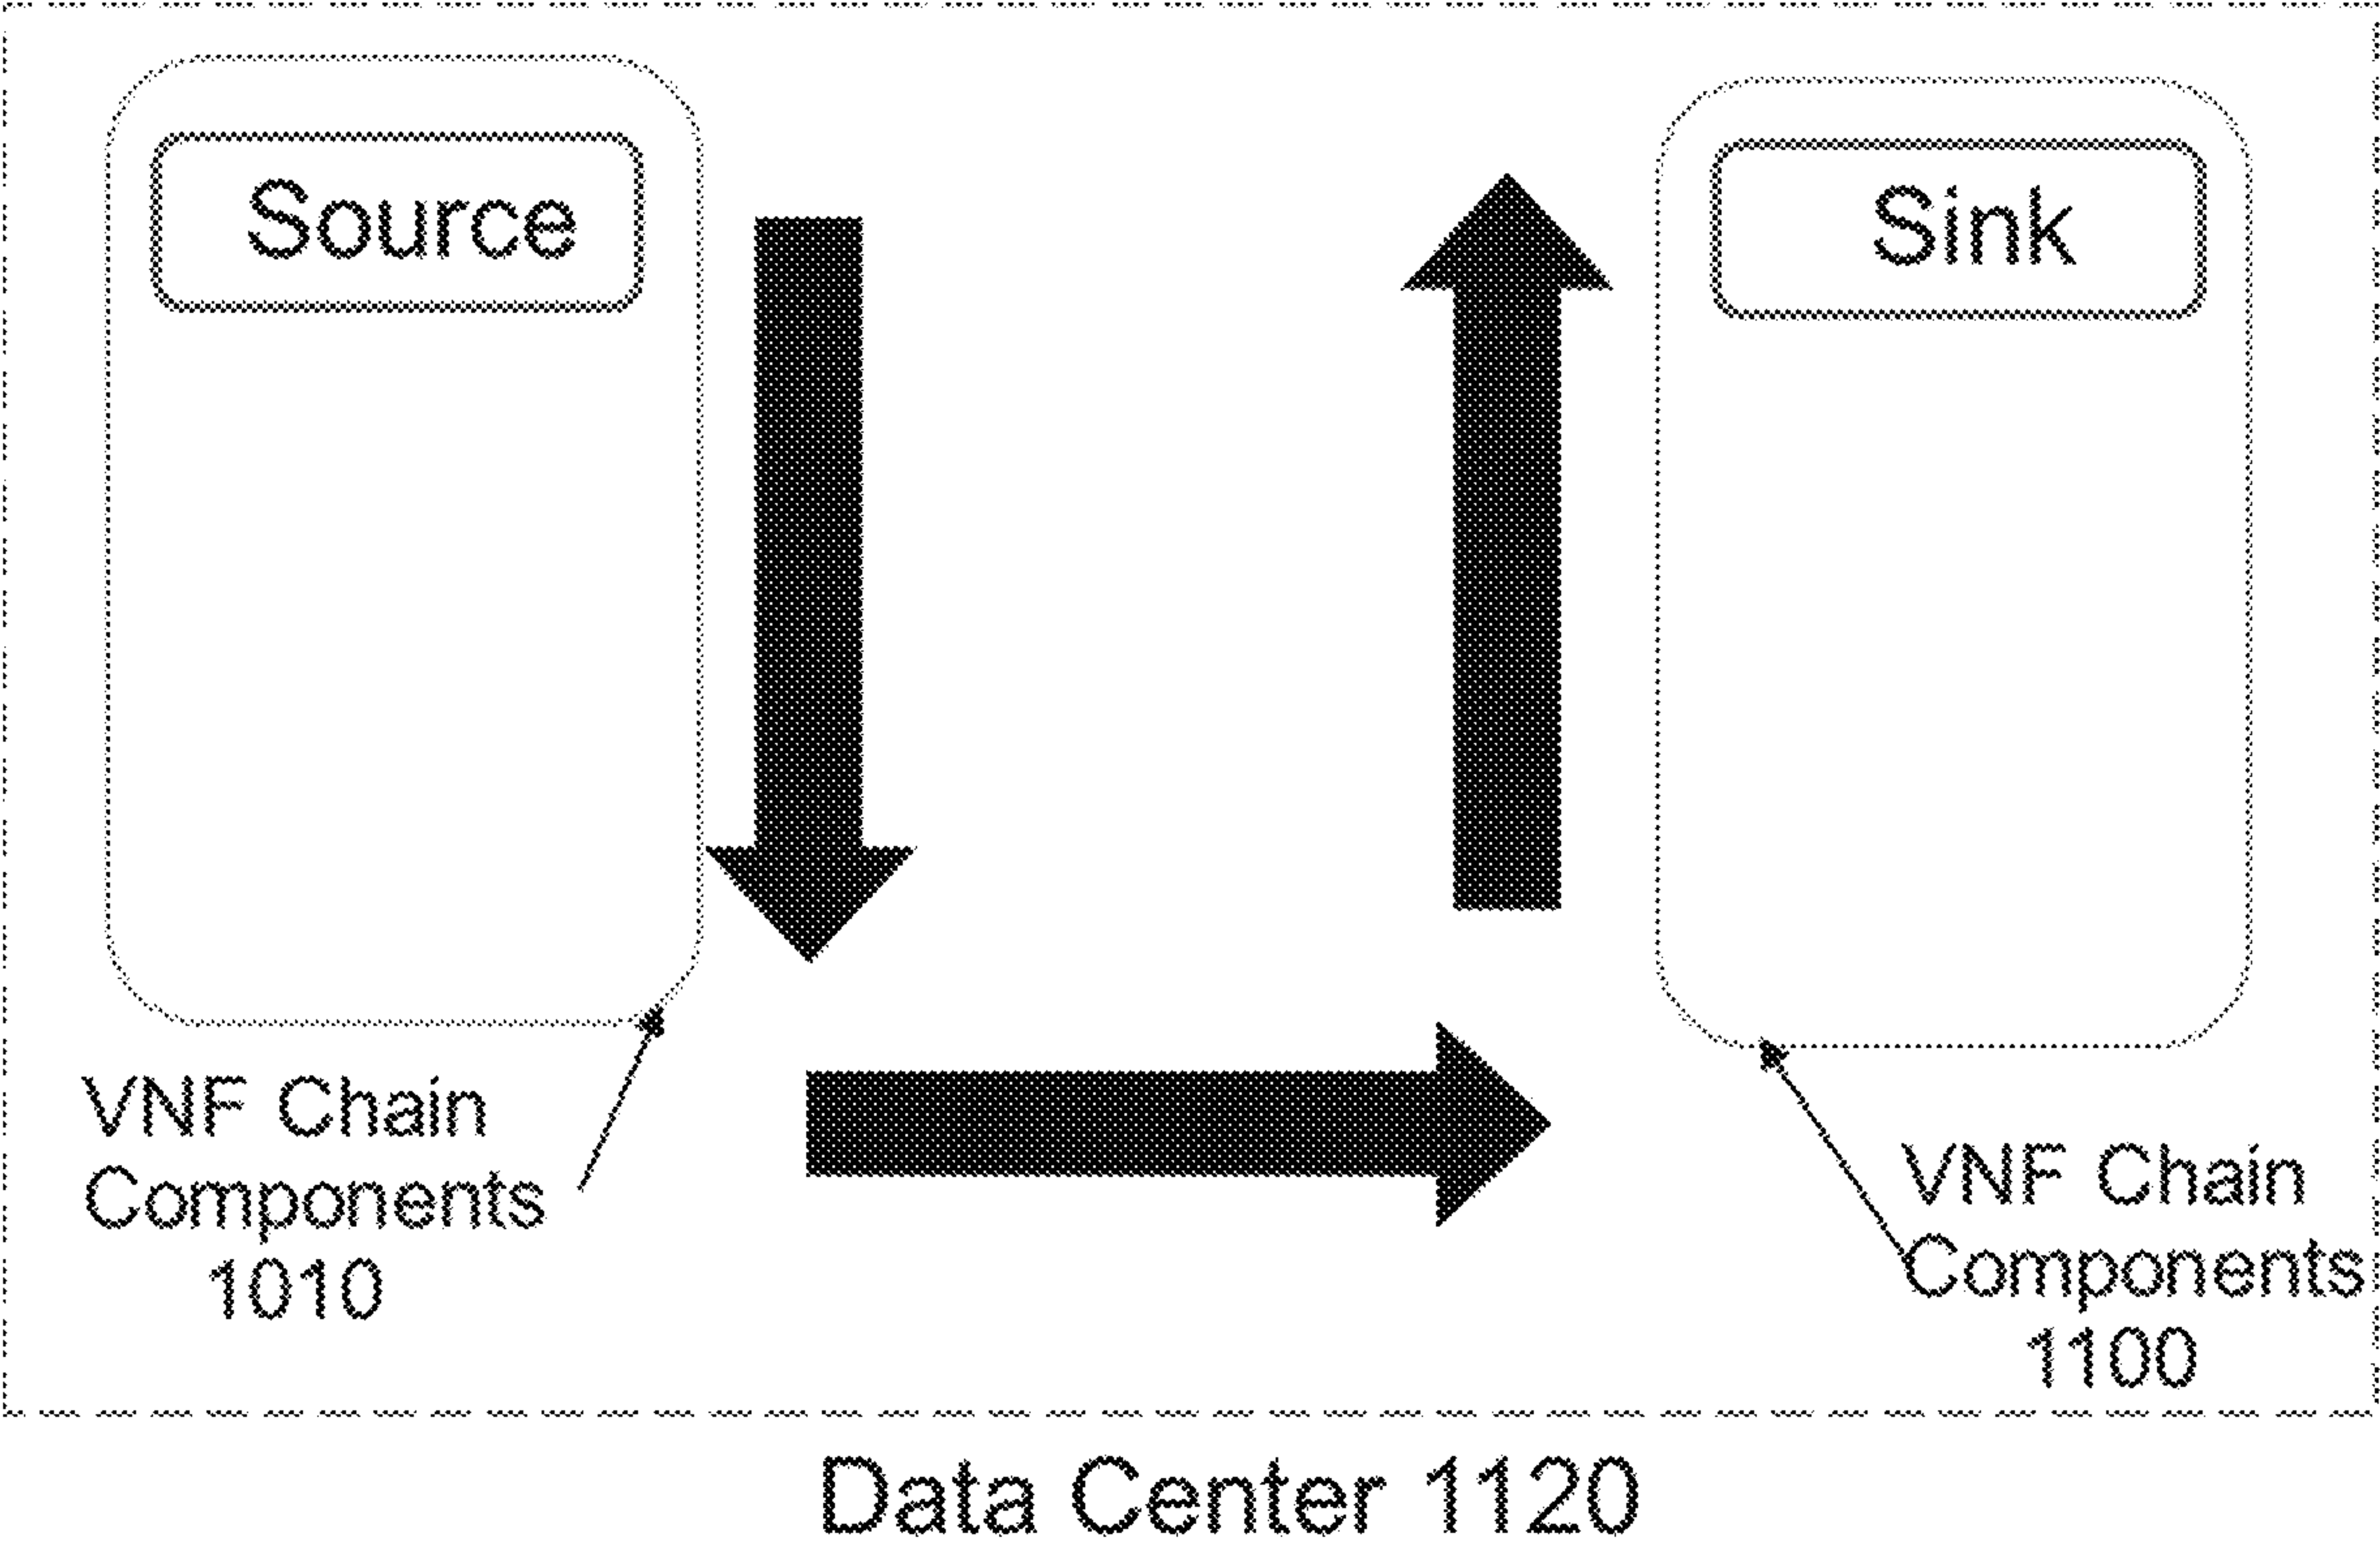 Source
Sink
VNF Chain
Components
1010
VNF Chain
Components
1100
Data Center 1120